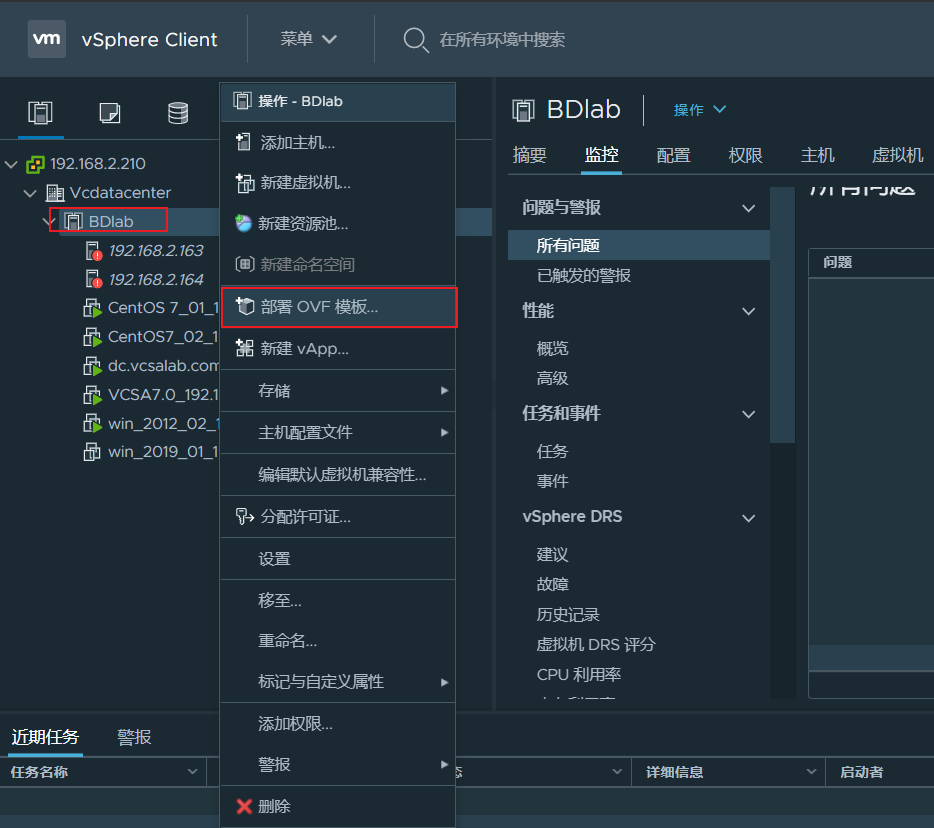 vm vSphere Client 菜单 在所有环境中搜索
192.168.2.210
Vcdatacenter
BDlab
192.168.2.163
192.168.2.164
CentOS 7_01_1
CentOS7_02_1
dc.vcsalab.com
VCSA7.0_192.1
win_2012_02_1
win_2019_01_1
操作 - BDlab
添加主机...
新建虚拟机...
新建资源池...
新建命名空间
部署 OVF 模板...
新建 vApp...
存储
主机配置文件
编辑默认虚拟机兼容性...
分配许可证...
设置
移至...
重命名...
标记与自定义属性
添加权限...
警报
删除
BDlab 操作
摘要 监控 配置 权限 主机 虚拟机
问题与警报
所有问题
已触发的警报
性能
概览
高级
任务和事件
任务
事件
vSphere DRS
建议
故障
历史记录
虚拟机 DRS 评分
CPU 利用率
所有问题
问题
近期任务 警报
任务名称 详细信息 启动者